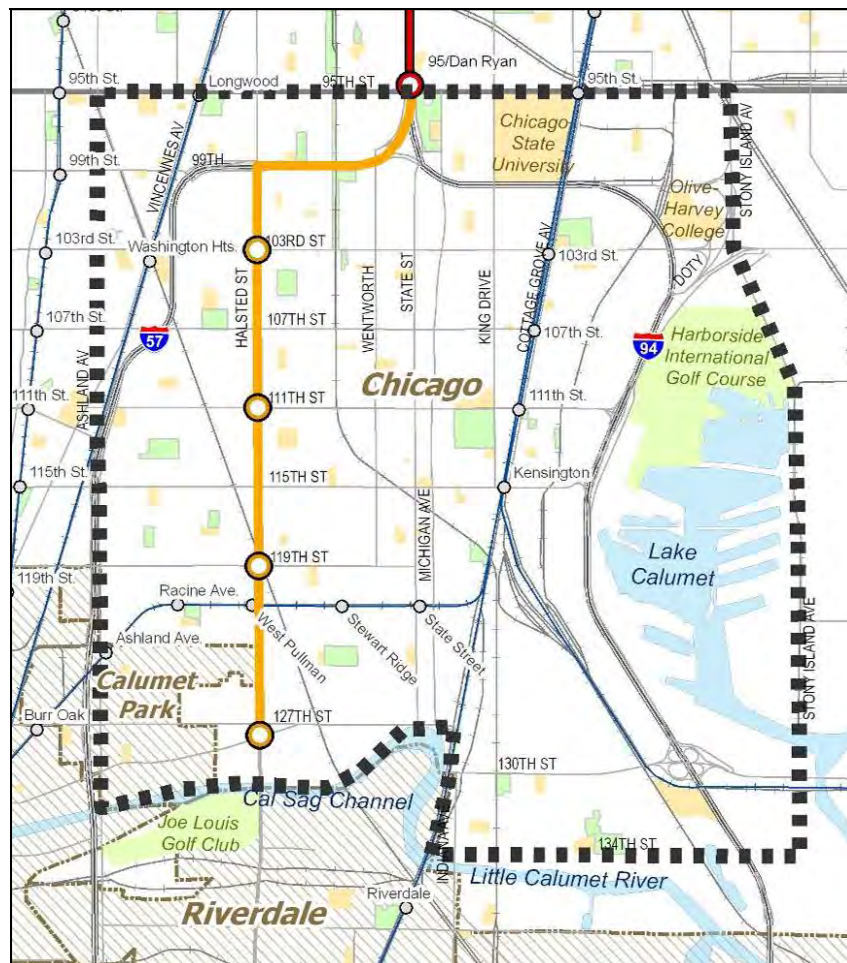 95/Dan Ryan
95th St.
Longwood
95TH ST
95th St.
VINCENNES AV
Chicago
State
University
STONY ISLAND AV
99th St.
99TH
Olive-
Harvey
College
103rd St.
Washington Hts.
103RD ST
HALSTED ST
WENTWORTH
STATE ST
KING DRIVE
COTTAGE GROVE AV
103rd St.
DOTY
107th St.
57
107TH ST
107th St.
94
Harborside
International
Golf Course
ASHLAND AV
Chicago
111th St.
111TH ST
111th St.
115th St.
115TH ST
Kensington
MICHIGAN AVE
Lake
Calumet
119th St.
119TH ST
Racine Ave.
West Pullman
Stewart Ridge
State Street
Ashland Ave.
STONY ISLAND AVE
Calumet
Park
Burr Oak
127TH ST
130TH ST
Cal Sag Channel
Joe Louis
Golf Club
INDIANA AVE
134TH ST
Little Calumet River
Riverdale
Riverdale